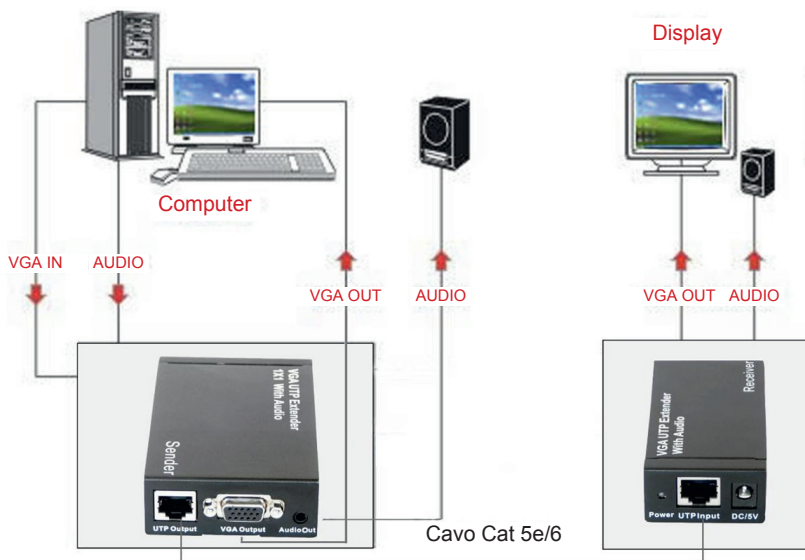 Display
Computer
VGA IN
AUDIO
VGA OUT
AUDIO
VGA OUT
AUDIO
VGA UTP Extender
1X1 With Audio
Sender
UTP Output
VGA Output
AudioOut
Cavo Cat 5e/6
Receiver
VGA UTP Extender
With Audio
Power
UTP Input
DC/5V